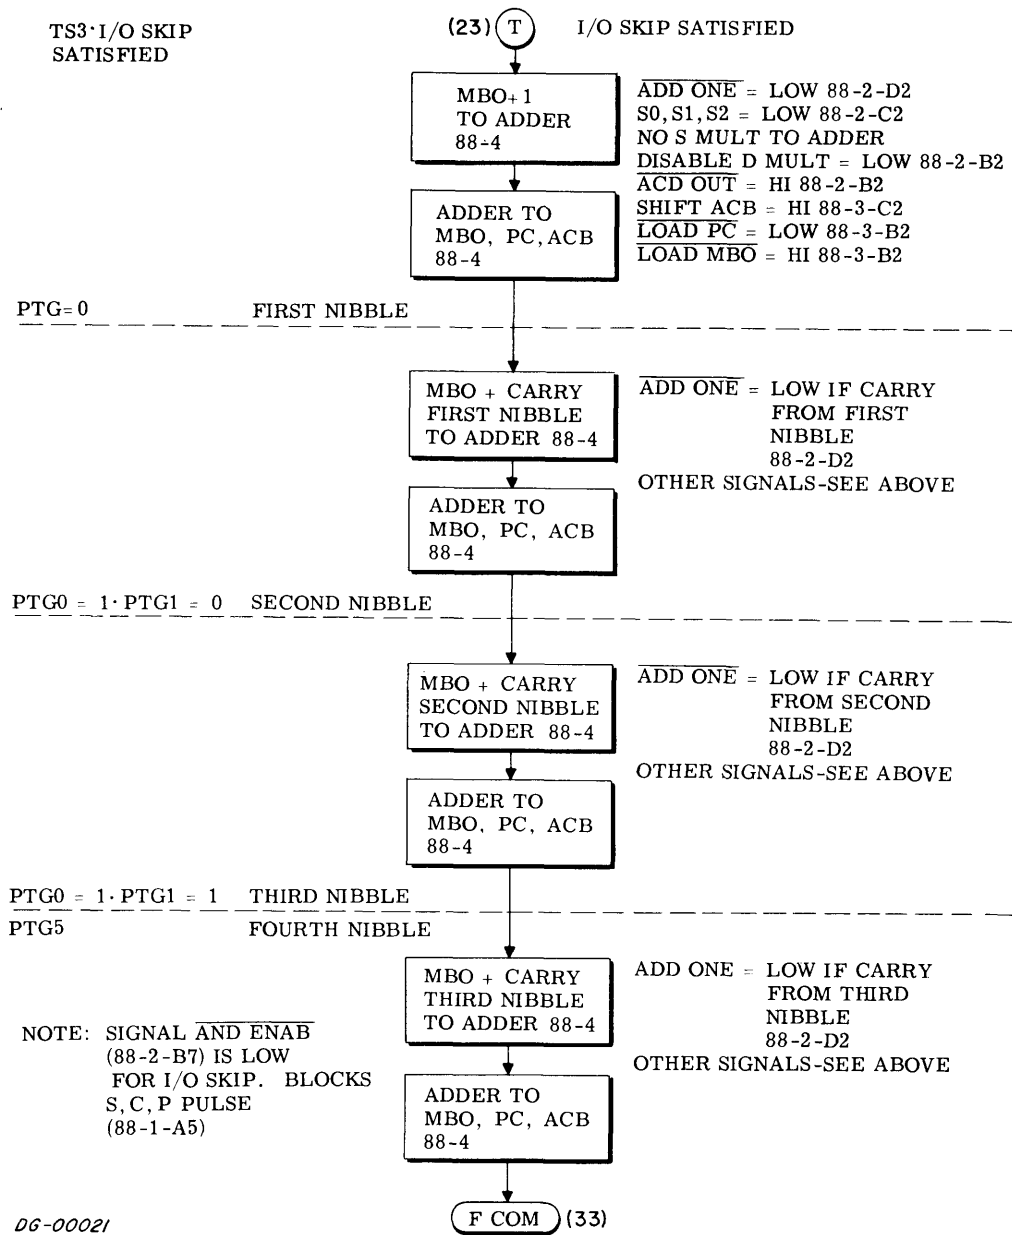 TS3·I/O SKIP
SATISFIED
(23) T I/O SKIP SATISFIED
MBO+1
TO ADDER
88-4
ADD ONE = LOW 88-2-D2
S0, S1, S2 = LOW 88-2-C2
NO S MULT TO ADDER
DISABLE D MULT = LOW 88-2-B2
ACD OUT = HI 88-2-B2
SHIFT ACB = HI 88-3-C2
LOAD PC = LOW 88-3-B2
LOAD MBO = HI 88-3-B2
ADDER TO
MBO, PC, ACB
88-4
PTG=0 FIRST NIBBLE
MBO + CARRY
FIRST NIBBLE
TO ADDER 88-4
ADD ONE = LOW IF CARRY
FROM FIRST
NIBBLE
88-2-D2
OTHER SIGNALS-SEE ABOVE
ADDER TO
MBO, PC, ACB
88-4
PTG0 = 1·PTG1 = 0 SECOND NIBBLE
MBO + CARRY
SECOND NIBBLE
TO ADDER 88-4
ADD ONE = LOW IF CARRY
FROM SECOND
NIBBLE
88-2-D2
OTHER SIGNALS-SEE ABOVE
ADDER TO
MBO, PC, ACB
88-4
PTG0 = 1·PTG1 = 1 THIRD NIBBLE
PTG5 FOURTH NIBBLE
MBO + CARRY
THIRD NIBBLE
TO ADDER 88-4
ADD ONE = LOW IF CARRY
FROM THIRD
NIBBLE
88-2-D2
OTHER SIGNALS-SEE ABOVE
NOTE: SIGNAL AND ENAB
(88-2-B7) IS LOW
FOR I/O SKIP. BLOCKS
S, C, P PULSE
(88-1-A5)
ADDER TO
MBO, PC, ACB
88-4
F COM (33)
DG-00021